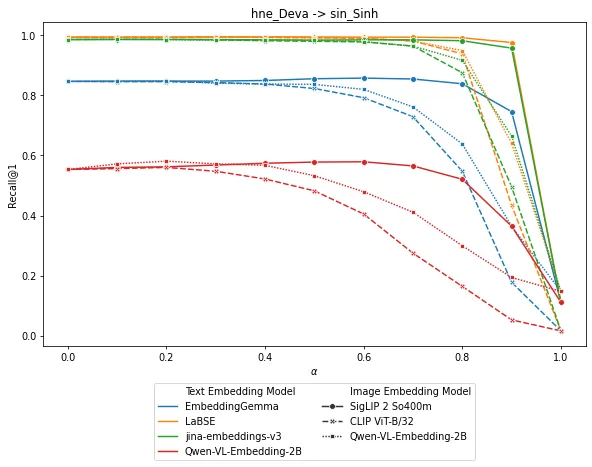 hne_Deva -> sin_Sinh
Recall@1
1.0
0.8
0.6
0.4
0.2
0.0
0.0 0.2 0.4 0.6 0.8 1.0
α
Text Embedding Model
EmbeddingGemma
LaBSE
jina-embeddings-v3
Qwen-VL-Embedding-2B
Image Embedding Model
SigLIP 2 So400m
CLIP ViT-B/32
Qwen-VL-Embedding-2B